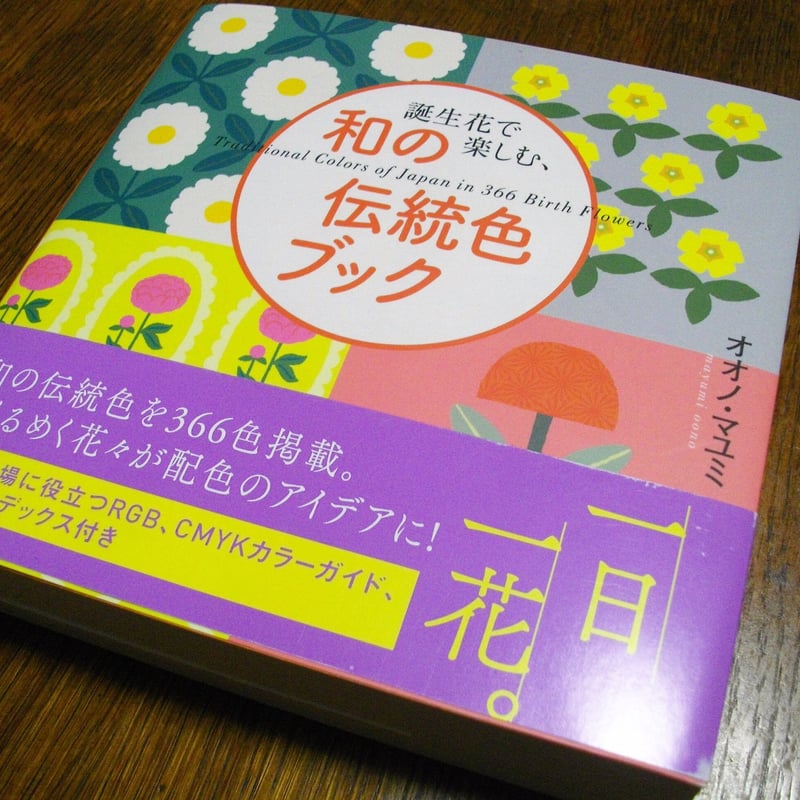 誕生花で
楽しむ、
和の
Traditional Colors of Japan in 366 Birth Flowers
伝統色
ブック
オオノ・マユミ
mayumi oono
和の伝統色を366色掲載。
るめく花々が配色のアイデアに!
場に役立つRGB、CMYKカラーガイド、
デックス付き
一日
一花。